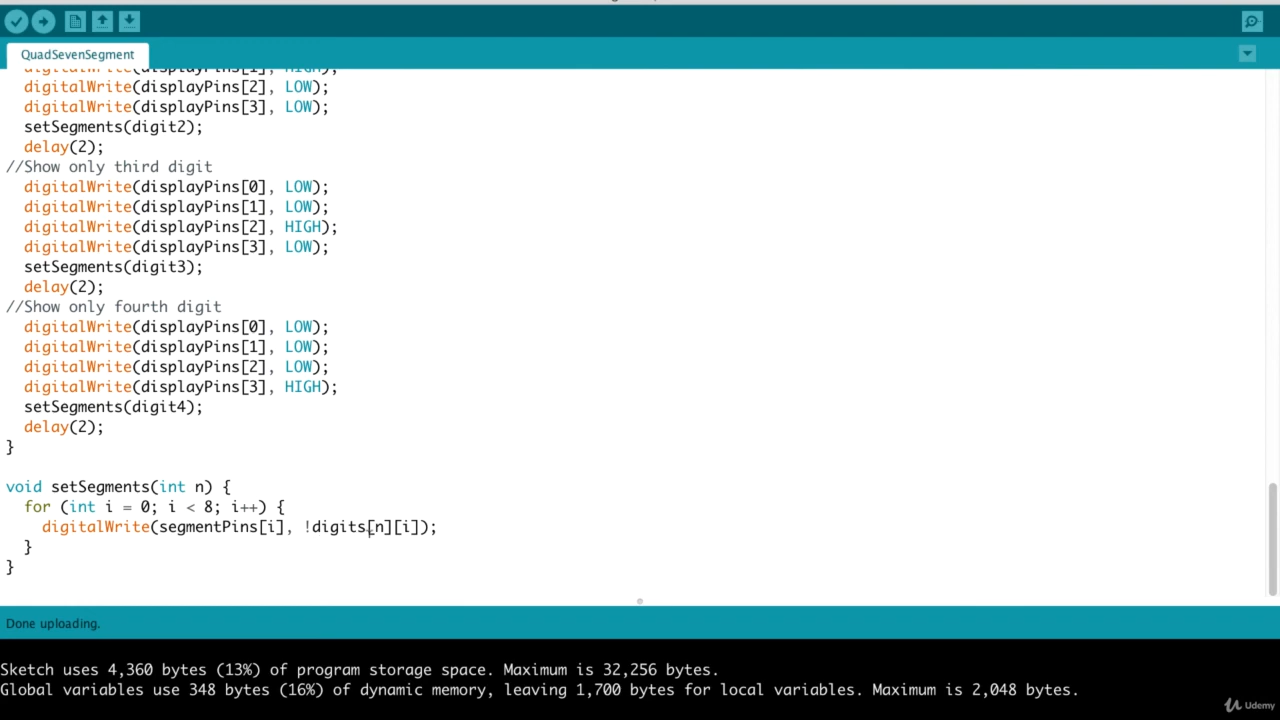 QuadSevenSegment
digitalWrite(displayPins[1], HIGH);
digitalWrite(displayPins[2], LOW);
digitalWrite(displayPins[3], LOW);
setSegments(digit2);
delay(2);
//Show only third digit
digitalWrite(displayPins[0], LOW);
digitalWrite(displayPins[1], LOW);
digitalWrite(displayPins[2], HIGH);
digitalWrite(displayPins[3], LOW);
setSegments(digit3);
delay(2);
//Show only fourth digit
digitalWrite(displayPins[0], LOW);
digitalWrite(displayPins[1], LOW);
digitalWrite(displayPins[2], LOW);
digitalWrite(displayPins[3], HIGH);
setSegments(digit4);
delay(2);
}
void setSegments(int n) {
for (int i = 0; i < 8; i++) {
digitalWrite(segmentPins[i], !digits[n][i]);
}
}
Done uploading.
Sketch uses 4,360 bytes (13%) of program storage space. Maximum is 32,256 bytes.
Global variables use 348 bytes (16%) of dynamic memory, leaving 1,700 bytes for local variables. Maximum is 2,048 bytes.
Udemy